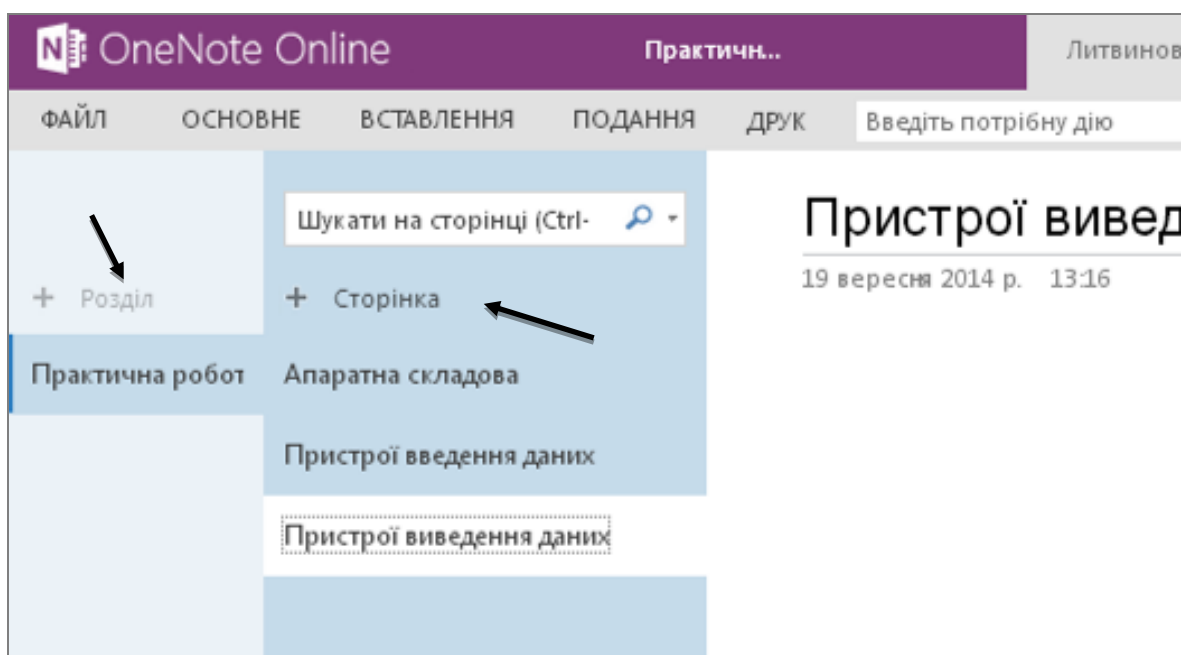 OneNote Online Практичн... Литвинов
ФАЙЛ ОСНОВНЕ ВСТАВЛЕННЯ ПОДАННЯ ДРУК Введіть потрібну дію
Шукати на сторінці (Ctrl-
+ Розділ
+ Сторінка
Практична робот
Апаратна складова
Пристрої введення даних
Пристрої виведення даних
Пристрої вивед
19 вересня 2014 р. 13:16